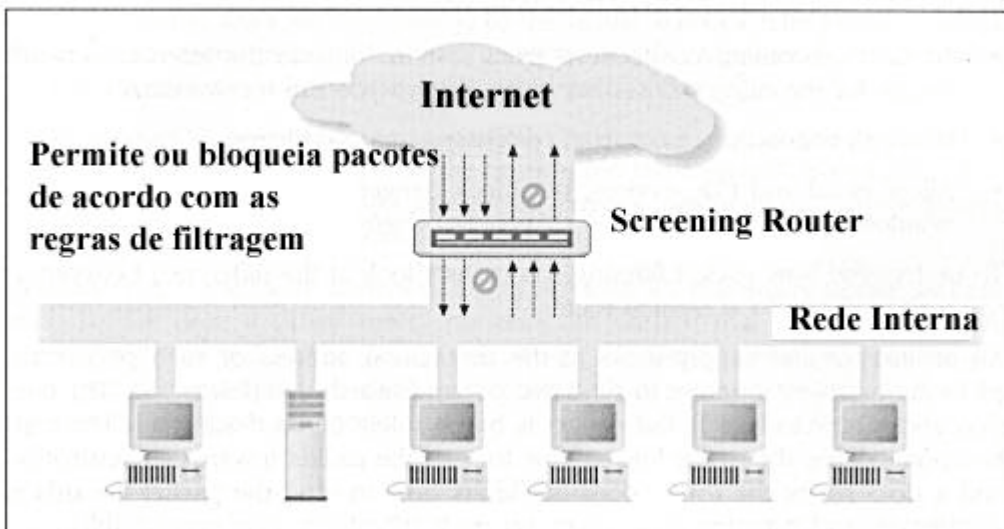 Internet
Permite ou bloqueia pacotes
de acordo com as
regras de filtragem
Screening Router
Rede Interna